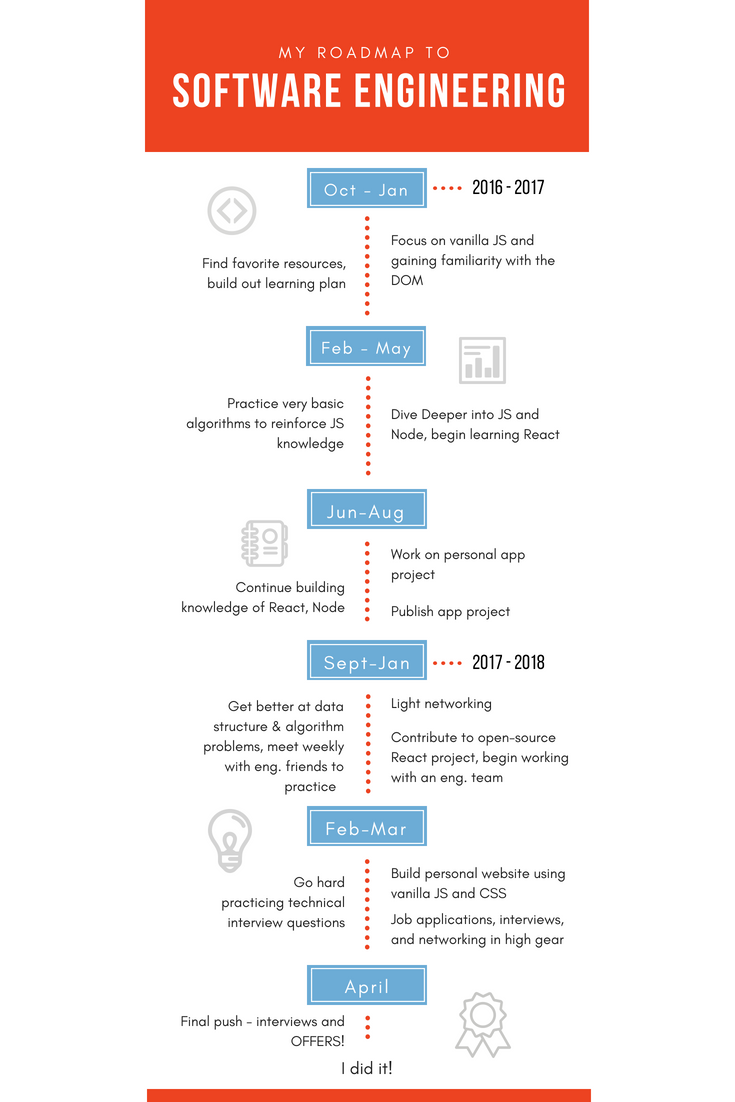 MY ROADMAP TO
SOFTWARE ENGINEERING
Oct - Jan
2016 - 2017
Find favorite resources,
build out learning plan
Focus on vanilla JS and
gaining familiarity with the
DOM
Feb - May
Practice very basic
algorithms to reinforce JS
knowledge
Dive Deeper into JS and
Node, begin learning React
Jun-Aug
Continue building
knowledge of React, Node
Work on personal app
project
Publish app project
Sept-Jan
2017 - 2018
Get better at data
structure & algorithm
problems, meet weekly
with eng. friends to
practice
Light networking
Contribute to open-source
React project, begin working
with an eng. team
Feb-Mar
Go hard
practicing technical
interview questions
Build personal website using
vanilla JS and CSS
Job applications, interviews,
and networking in high gear
April
Final push - interviews and
OFFERS!
I did it!